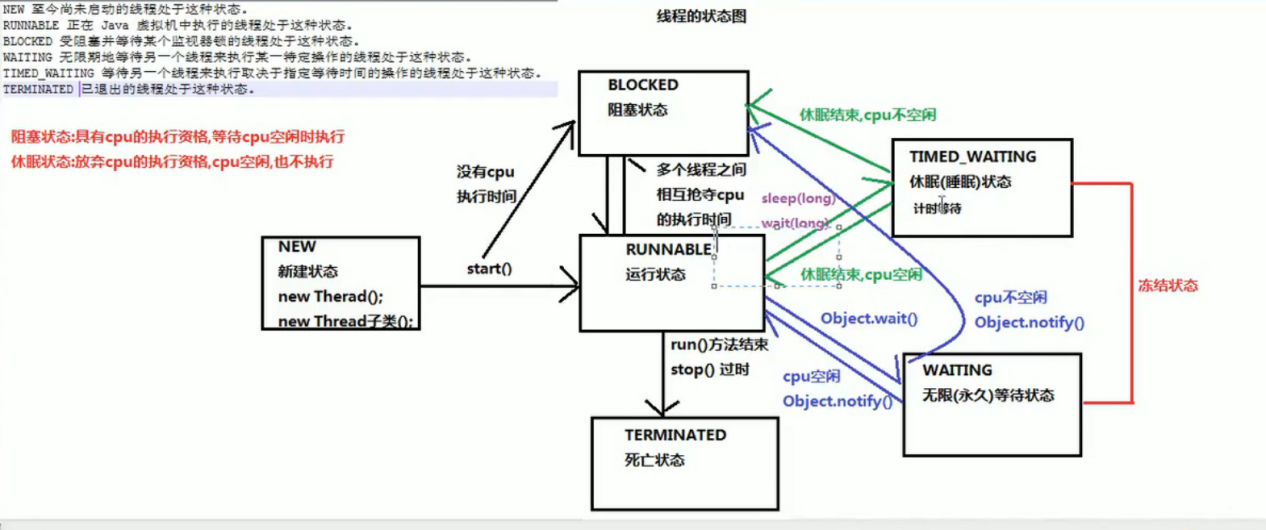 NEW 至今尚未启动的线程处于这种状态。
RUNNABLE 正在 Java 虚拟机中执行的线程处于这种状态。
BLOCKED 受阻塞并等待某个监视器锁的线程处于这种状态。
WAITING 无限期地等待另一个线程来执行某一特定操作的线程处于这种状态。
TIMED_WAITING 等待另一个线程来执行取决于指定等待时间的操作的线程处于这种状态。
TERMINATED 已退出的线程处于这种状态。
线程的状态图
阻塞状态:具有cpu的执行资格,等待cpu空闲时执行
休眠状态:放弃cpu的执行资格,cpu空闲,也不执行
BLOCKED
阻塞状态
休眠结束,cpu不空闲
TIMED_WAITING
休眠(睡眠)状态
计时等待
没有cpu
执行时间
多个线程之间
相互抢夺cpu
的执行时间
sleep(long)
wait(long)
NEW
新建状态
new Therad();
new Thread子类();
start()
RUNNABLE
运行状态
休眠结束,cpu空闲
冻结状态
cpu不空闲
Object.notify()
Object.wait()
run()方法结束
stop() 过时
cpu空闲
Object.notify()
WAITING
无限(永久)等待状态
TERMINATED
死亡状态